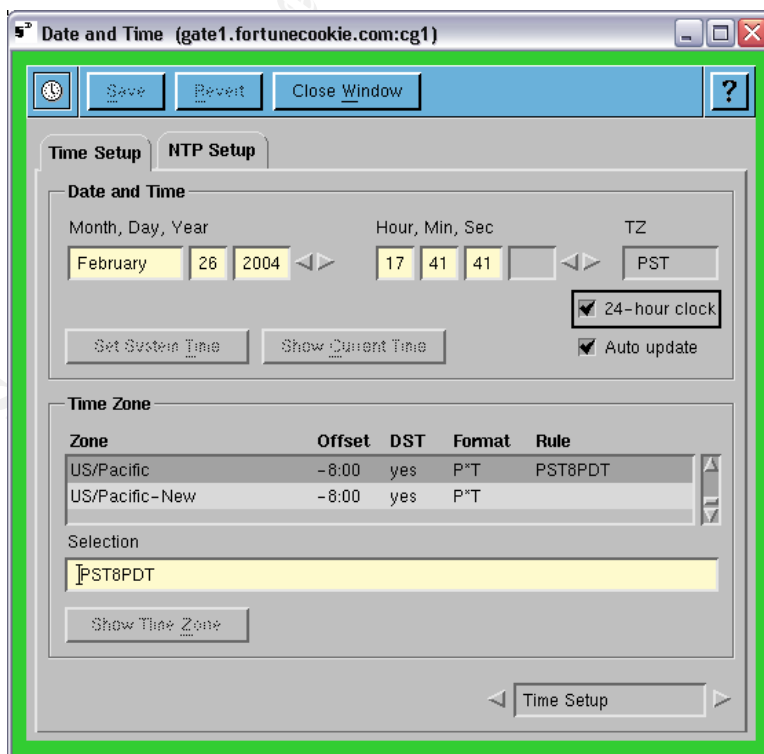 Date and Time (gate1.fortunecookie.com:cg1)
Save Revert Close Window ?
Time Setup NTP Setup
Date and Time
Month, Day, Year Hour, Min, Sec TZ
February 26 2004 17 41 41 PST
24-hour clock
Set System Time Show Current Time Auto update
Time Zone
Zone Offset DST Format Rule
US/Pacific -8:00 yes P*T PST8PDT
US/Pacific-New -8:00 yes P*T
Selection
PST8PDT
Show Time Zone
Time Setup